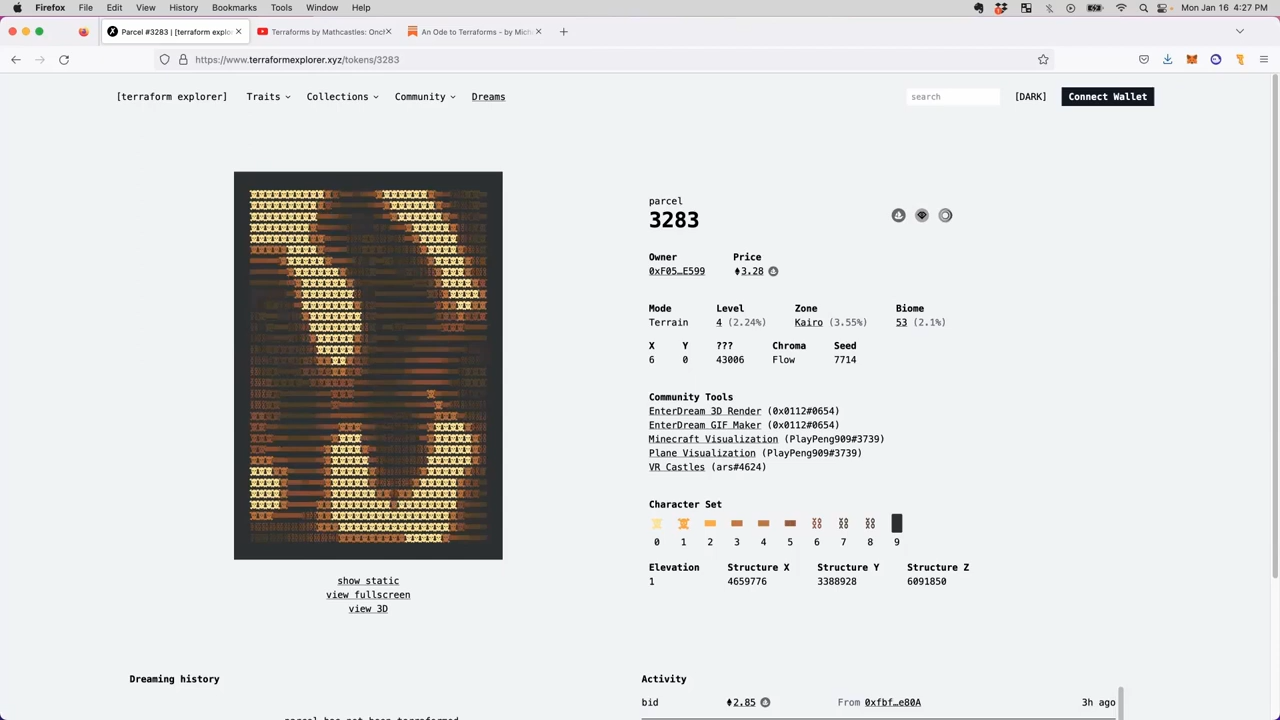 Firefox File Edit View History Bookmarks Tools Window Help Mon Jan 16 4:27 PM
Parcel #3283 | [terraform explo Terraforms by Mathcastles: Onch An Ode to Terraforms - by Mich
https://www.terraformexplorer.xyz/tokens/3283
[terraform explorer] Traits Collections Community Dreams search [DARK] Connect Wallet
parcel
3283
Owner Price
0xF05…E599 3.28
Mode Level Zone Biome
Terrain 4 (2.24%) Kairo (3.55%) 53 (2.1%)
X Y ??? Chroma Seed
6 0 43006 Flow 7714
Community Tools
EnterDream 3D Render (0x0112#0654)
EnterDream GIF Maker (0x0112#0654)
Minecraft Visualization (PlayPeng909#3739)
Plane Visualization (PlayPeng909#3739)
VR Castles (ars#4624)
Character Set
0 1 2 3 4 5 6 7 8 9
Elevation Structure X Structure Y Structure Z
1 4659776 3388928 6091850
show static
view fullscreen
view 3D
Dreaming history
parcel has not been terraformed
Activity
bid 2.85 From 0xfbf…e80A 3h ago